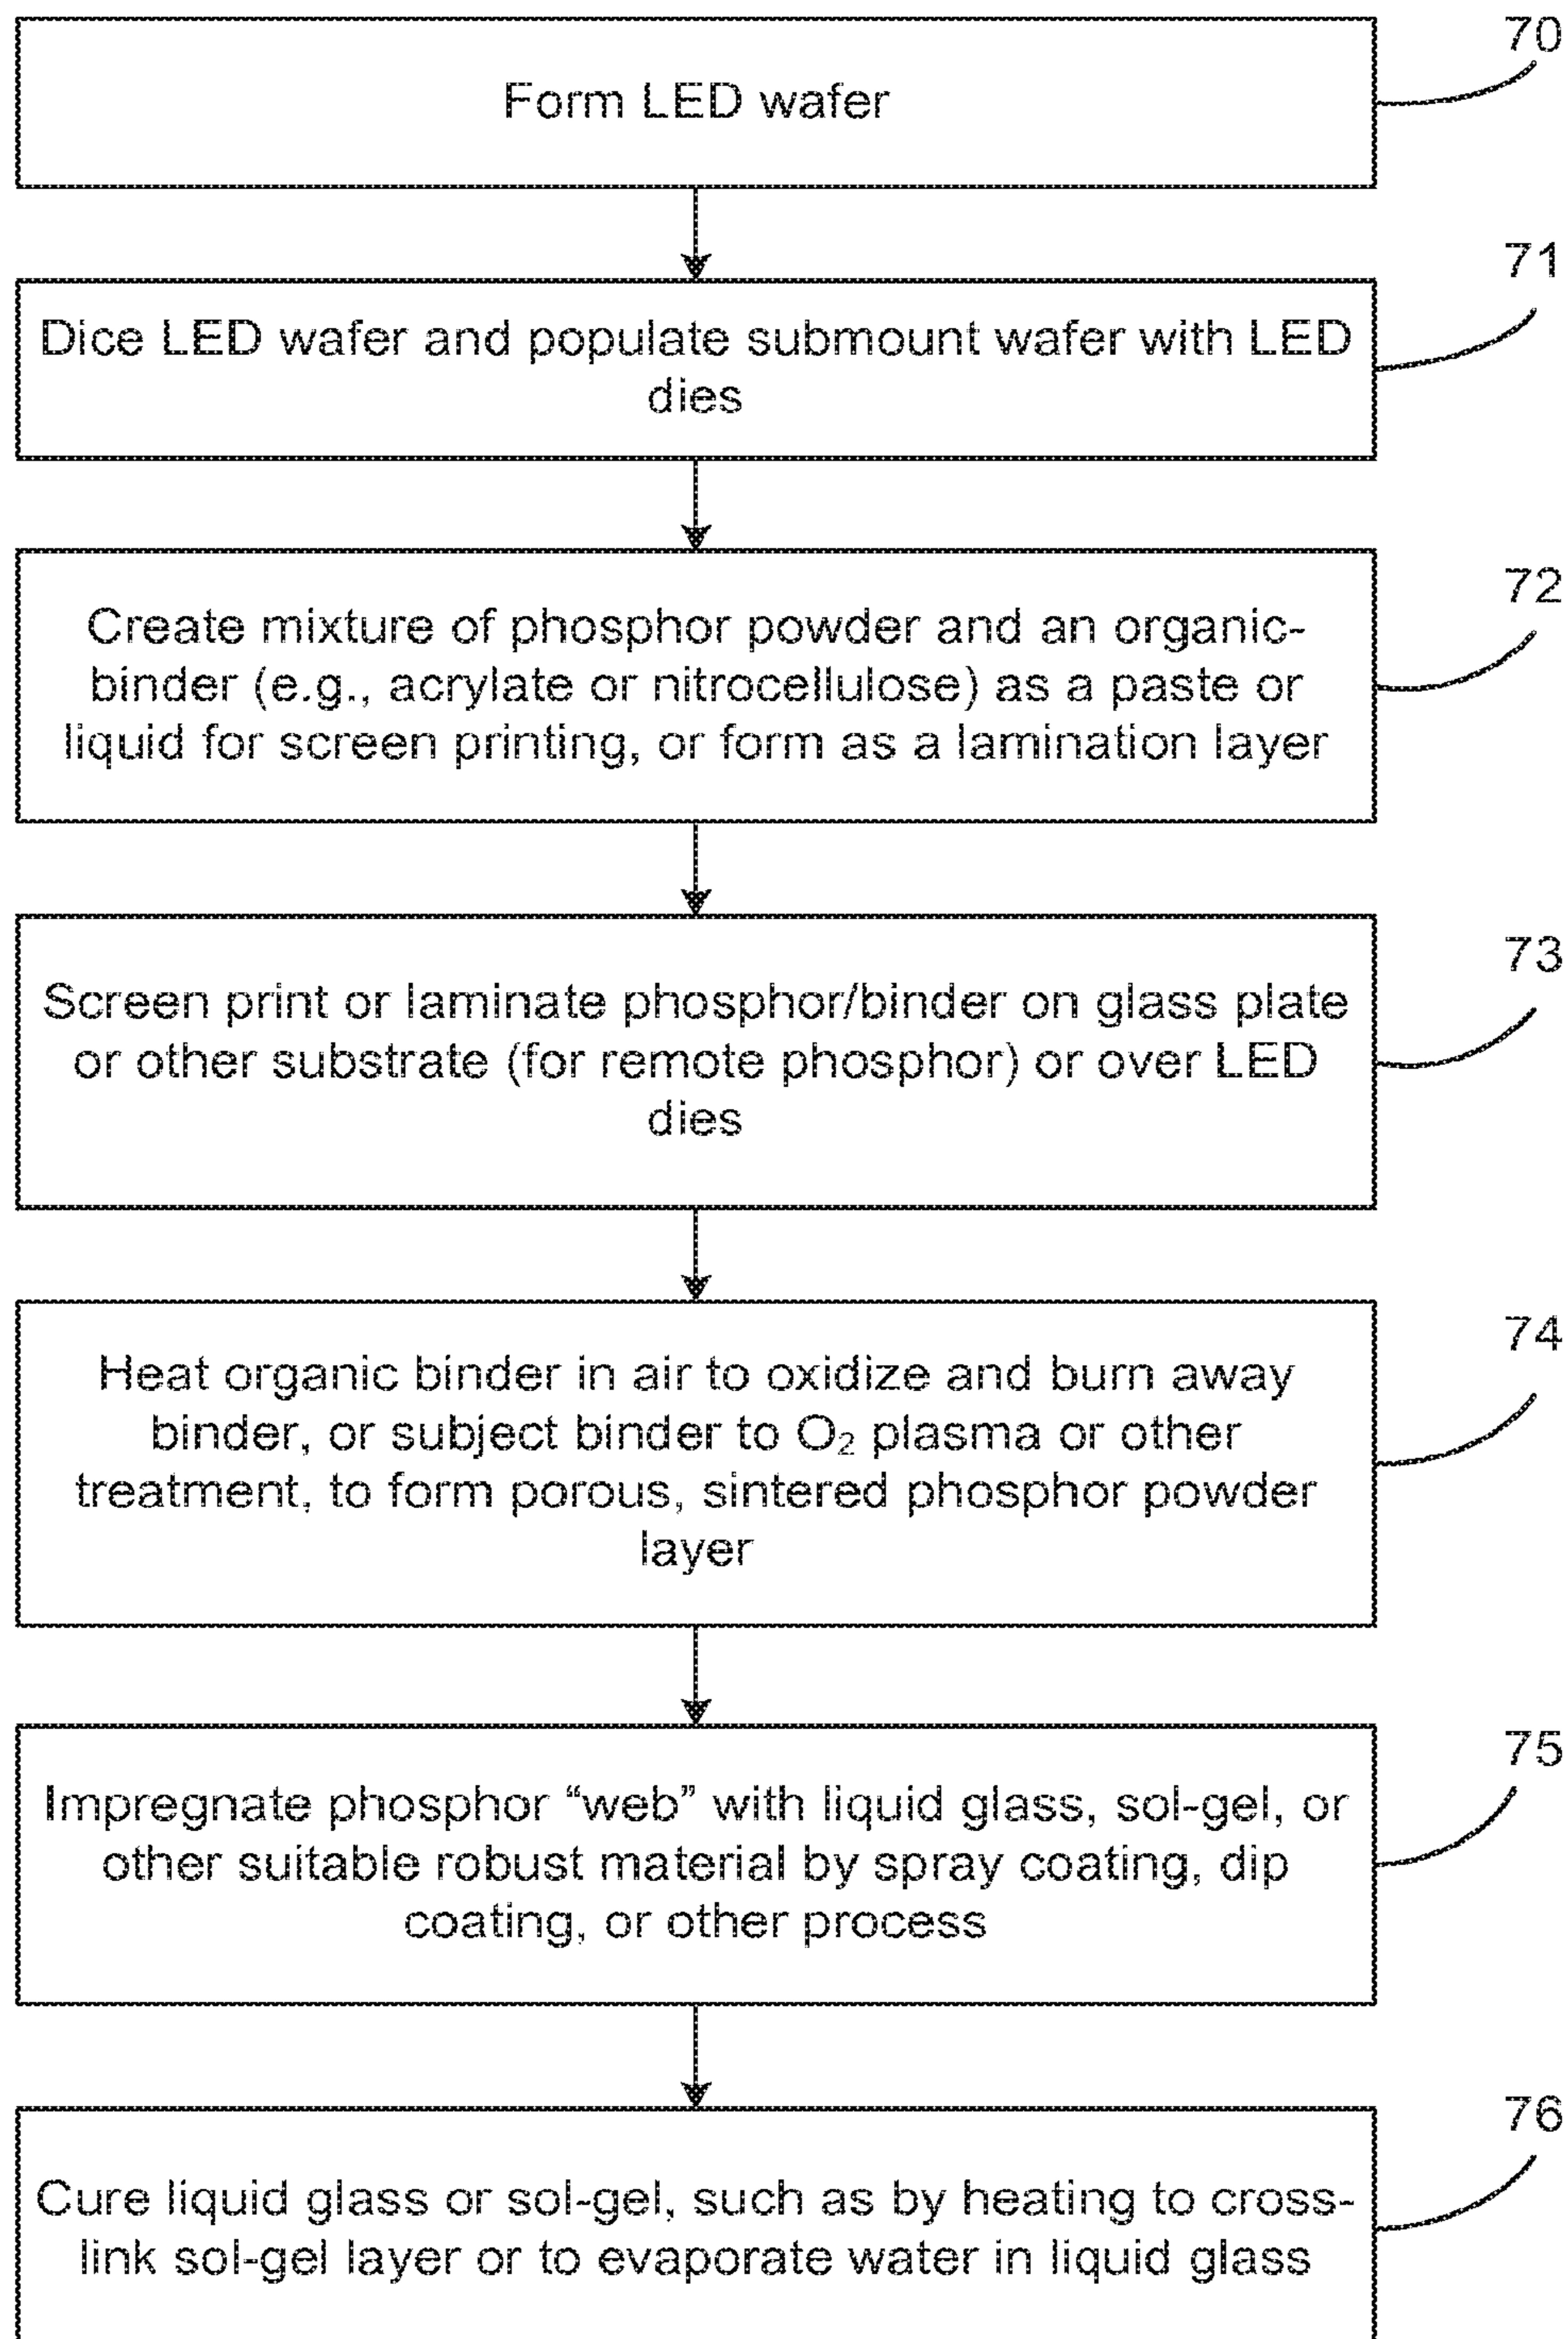 70
Form LED wafer
71
Dice LED wafer and populate submount wafer with LED
dies
72
Create mixture of phosphor powder and an organic-
binder (e.g., acrylate or nitrocellulose) as a paste or
liquid for screen printing, or form as a lamination layer
73
Screen print or laminate phosphor/binder on glass plate
or other substrate (for remote phosphor) or over LED
dies
74
Heat organic binder in air to oxidize and burn away
binder, or subject binder to O₂ plasma or other
treatment, to form porous, sintered phosphor powder
layer
75
Impregnate phosphor “web” with liquid glass, sol-gel, or
other suitable robust material by spray coating, dip
coating, or other process
76
Cure liquid glass or sol-gel, such as by heating to cross-
link sol-gel layer or to evaporate water in liquid glass